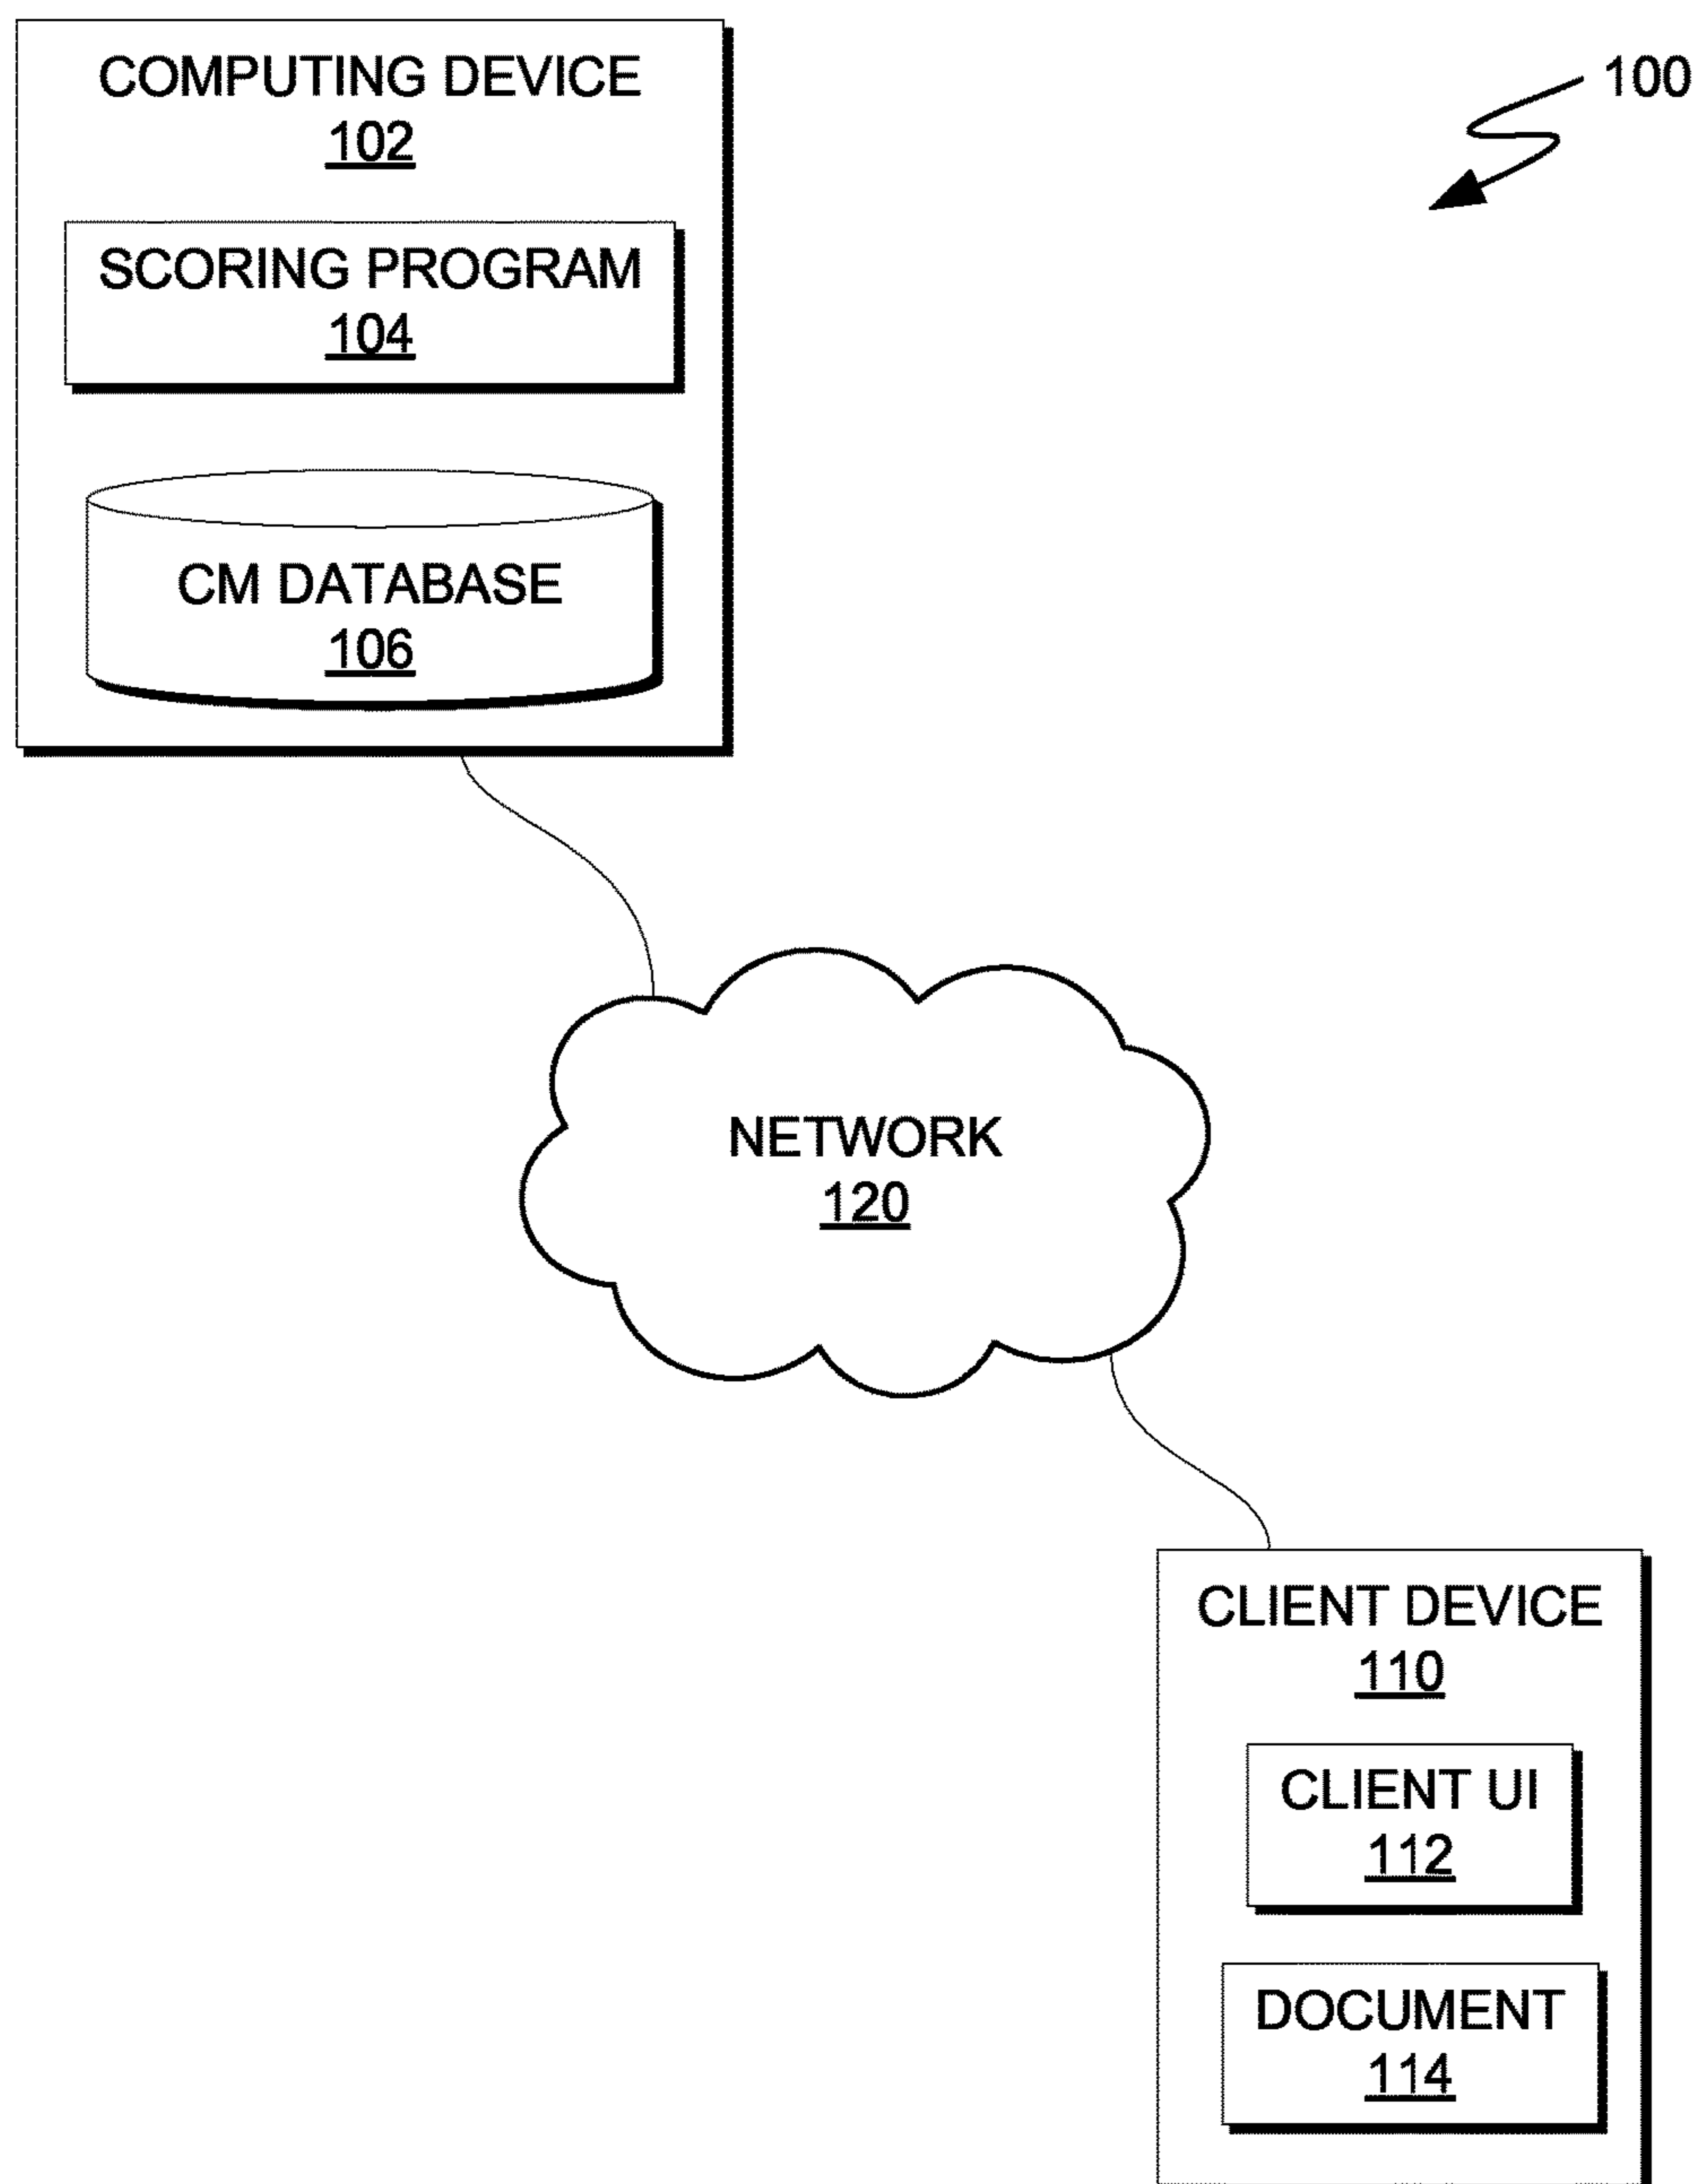 COMPUTING DEVICE
102
100
SCORING PROGRAM
104
CM DATABASE
106
NETWORK
120
CLIENT DEVICE
110
CLIENT UI
112
DOCUMENT
114